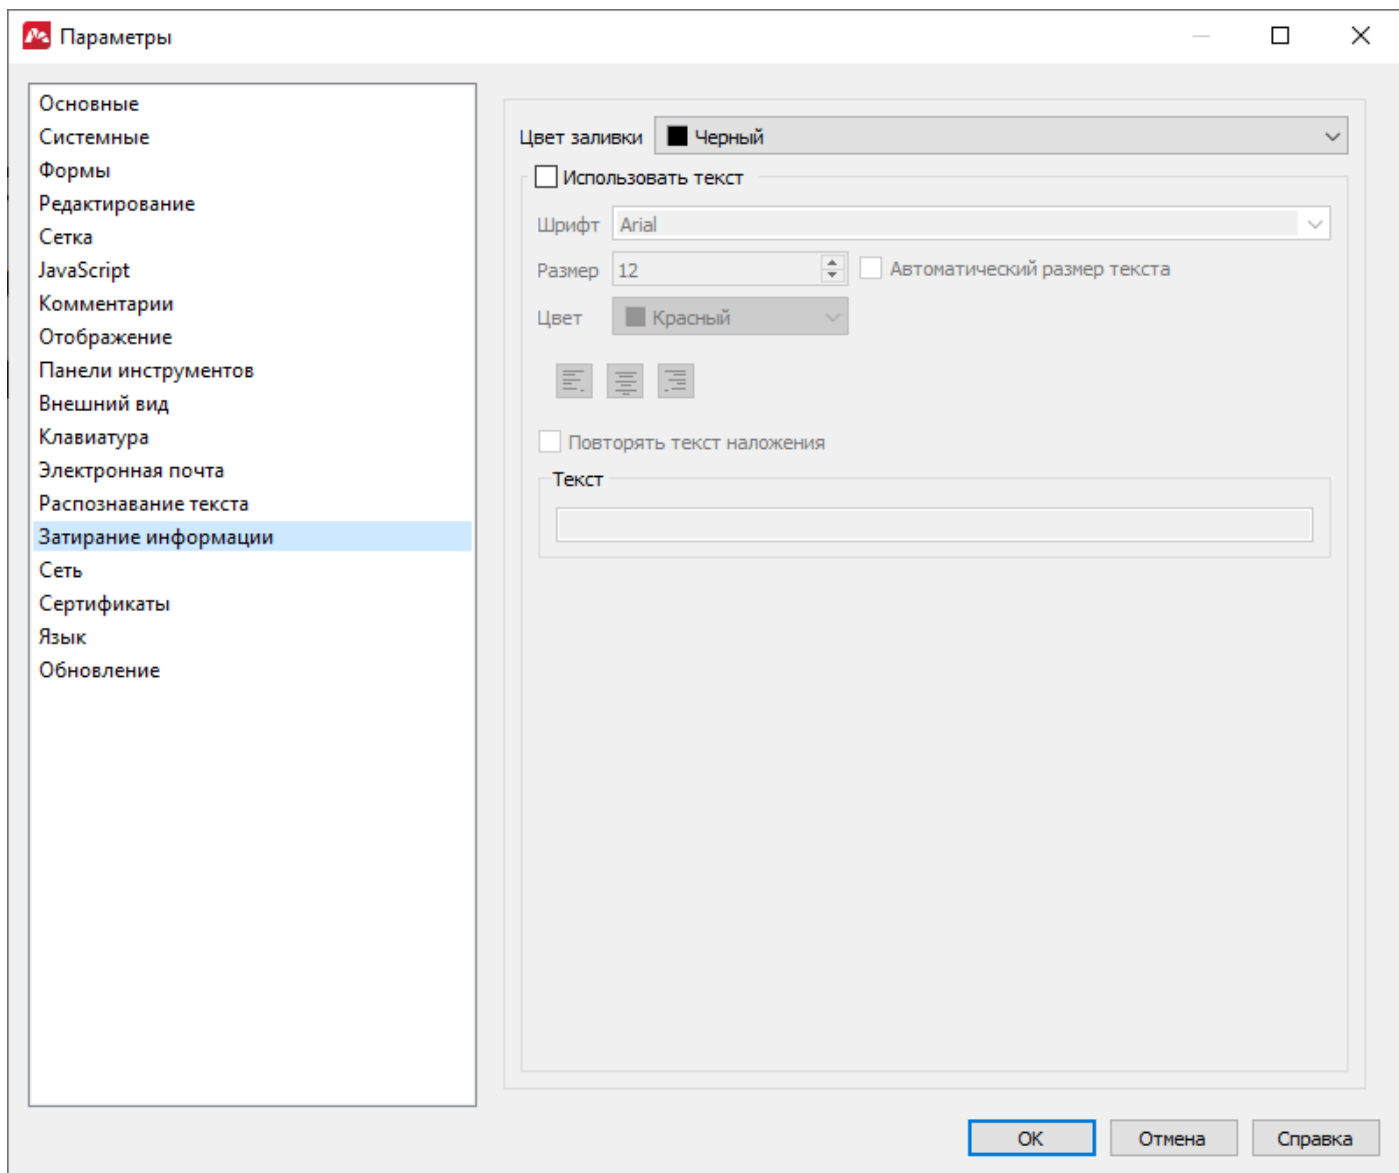 Параметры
Основные
Системные
Формы
Редактирование
Сетка
JavaScript
Комментарии
Отображение
Панели инструментов
Внешний вид
Клавиатура
Электронная почта
Распознавание текста
Затирание информации
Сеть
Сертификаты
Язык
Обновление
Цвет заливки Черный
Использовать текст
Шрифт Arial
Размер 12 Автоматический размер текста
Цвет Красный
Повторять текст наложения
Текст
ОК Отмена Справка